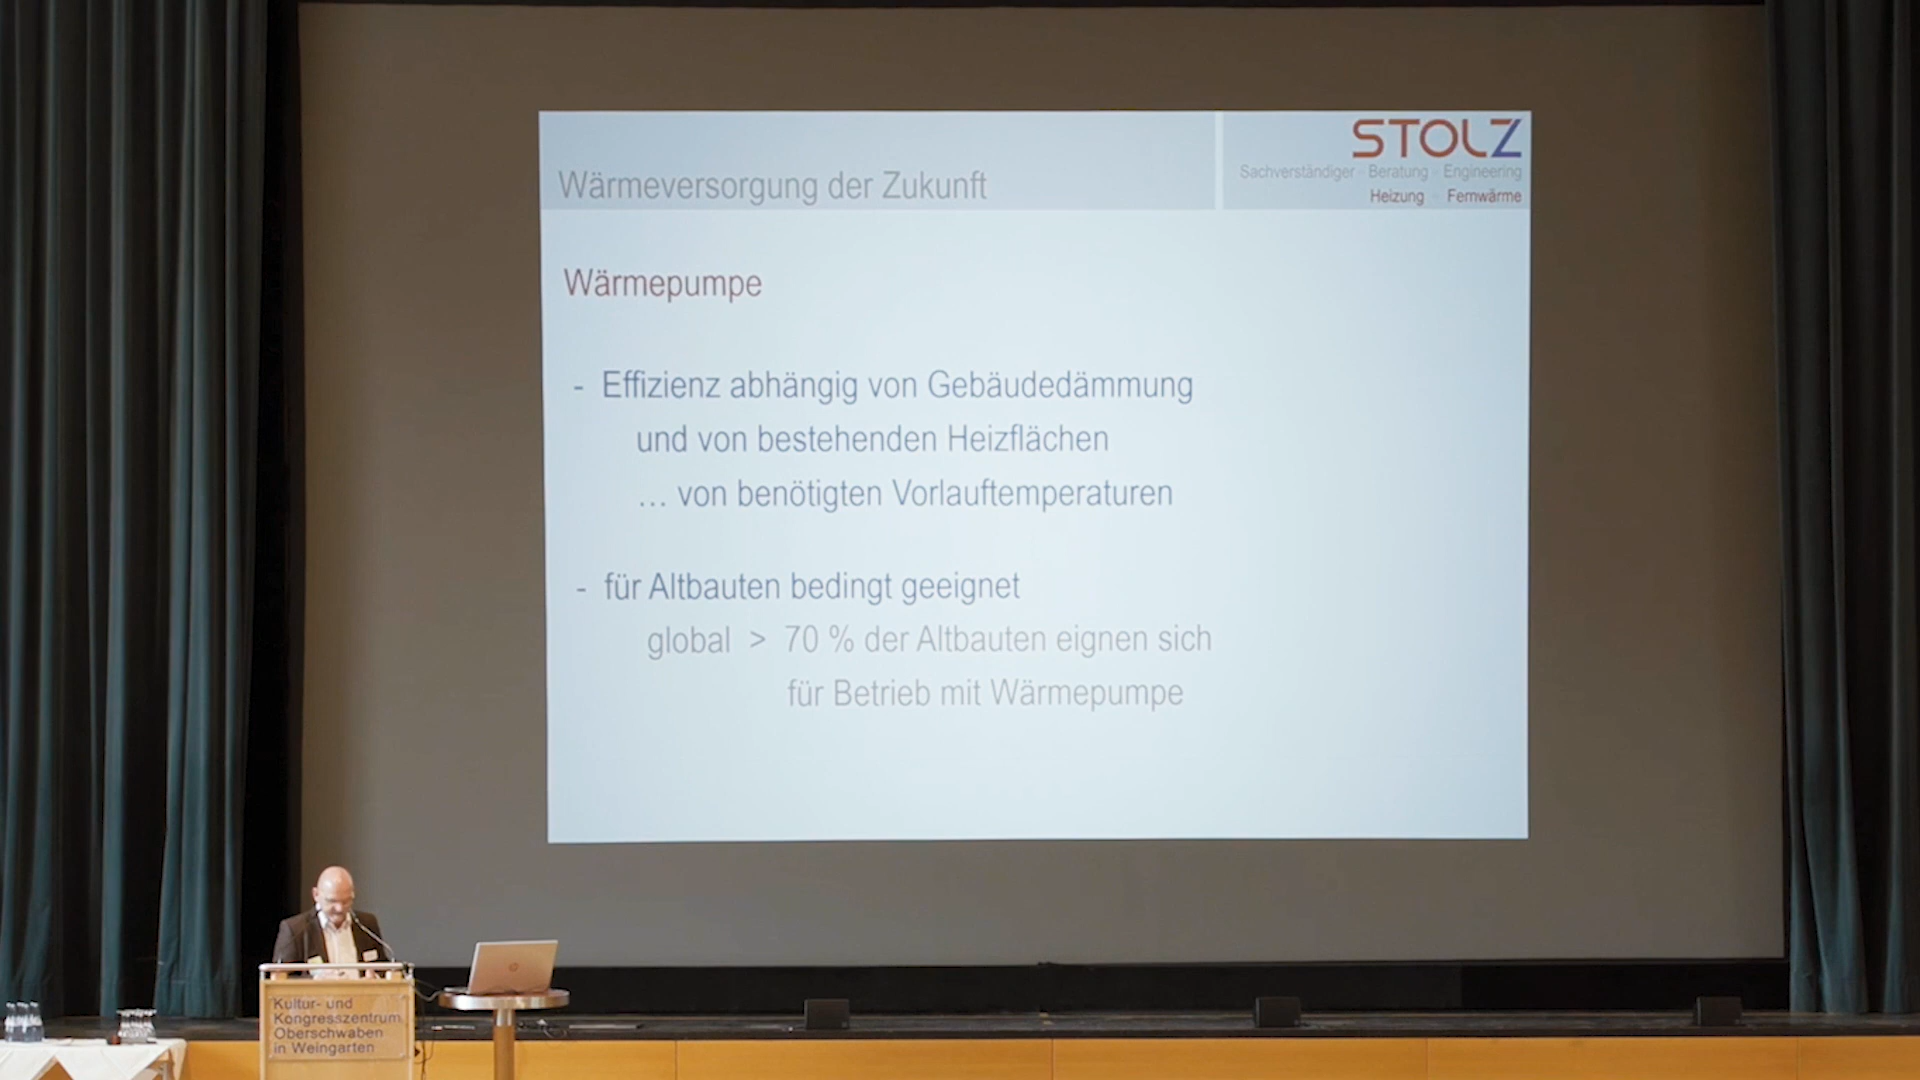 STOLZ
Sachverständiger - Beratung - Engineering
Heizung - Fernwärme
Wärmeversorgung der Zukunft
Wärmepumpe
- Effizienz abhängig von Gebäudedämmung
und von bestehenden Heizflächen
... von benötigten Vorlauftemperaturen
- für Altbauten bedingt geeignet
global > 70 % der Altbauten eignen sich
für Betrieb mit Wärmepumpe
Kultur- und
Kongresszentrum
Oberschwaben
in Weingarten